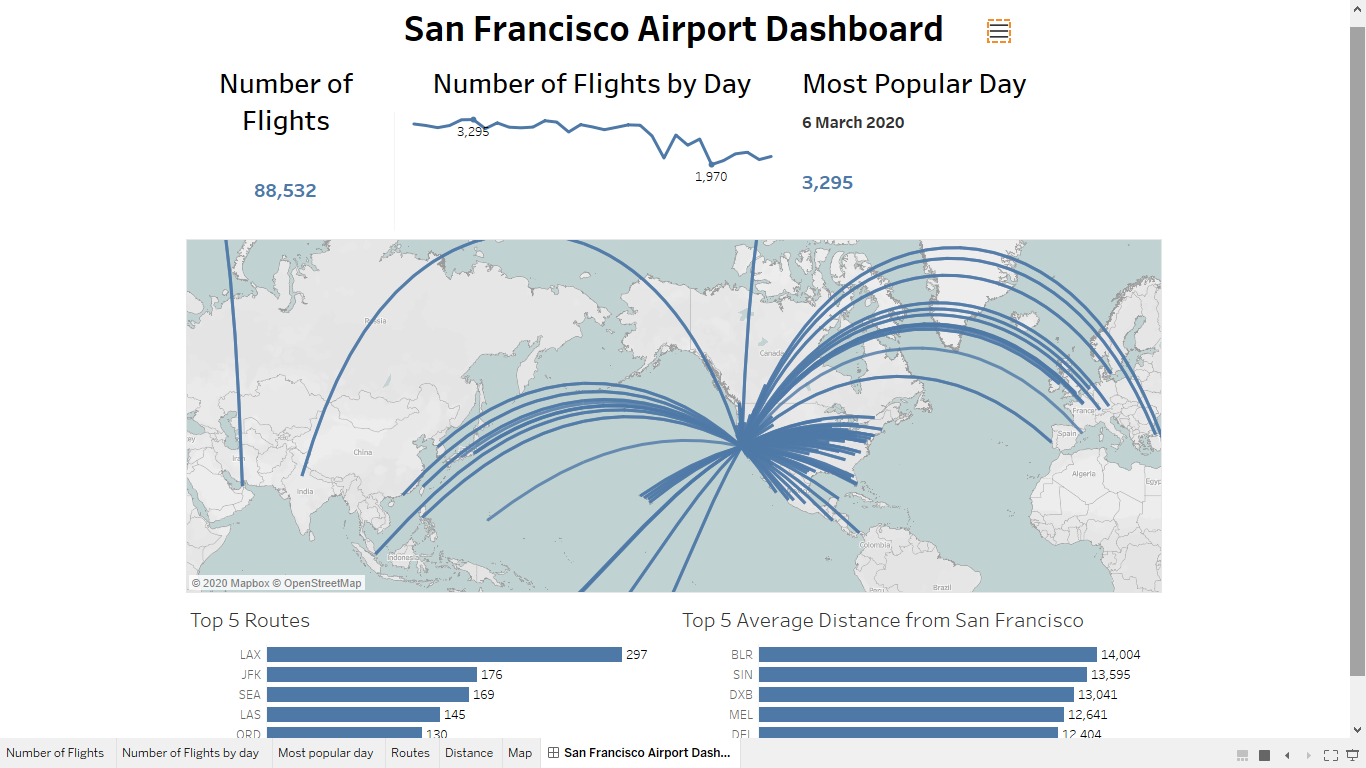 San Francisco Airport Dashboard
Number of
Flights
88,532
Number of Flights by Day
3,295
1,970
Most Popular Day
6 March 2020
3,295
Russia
Canada
China
Iran
India
Indonesia
France
Spain
Algeria
Egyp
Colombia
Peru
Brazil
© 2020 Mapbox © OpenStreetMap
Top 5 Routes
LAX 297
JFK 176
SEA 169
LAS 145
ORD 130
Top 5 Average Distance from San Francisco
BLR 14,004
SIN 13,595
DXB 13,041
MEL 12,641
DEL 12,404
Number of Flights
Number of Flights by day
Most popular day
Routes
Distance
Map
San Francisco Airport Dash...